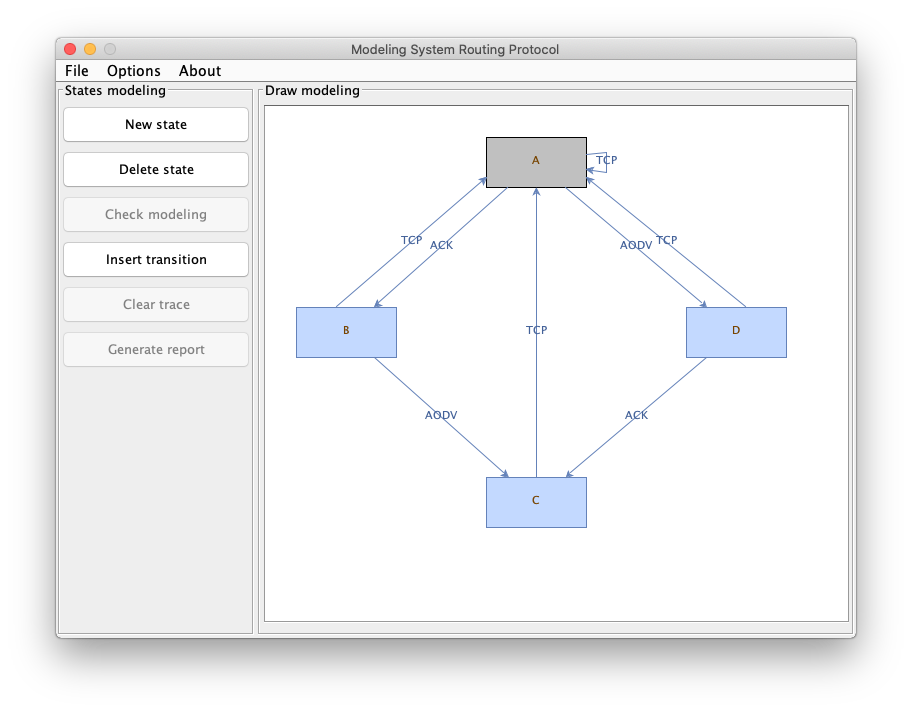 Modeling System Routing Protocol
File Options About
States modeling
New state
Delete state
Check modeling
Insert transition
Clear trace
Generate report
Draw modeling
A
TCP
TCP
ACK
AODV
TCP
B
TCP
D
AODV
ACK
C